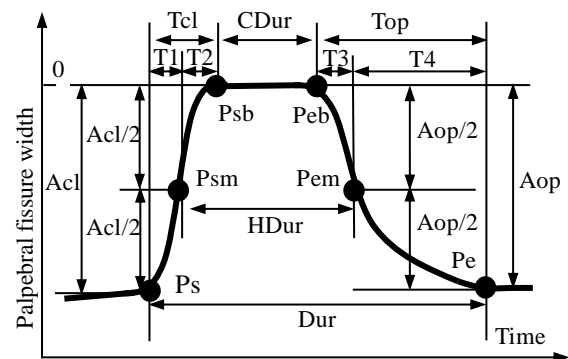 Tcl CDur Top
T1 T2 T3 T4
0
Psb Peb
Acl/2 Aop/2
Acl Psm Pem Aop
HDur
Acl/2 Aop/2
Ps Pe
Dur
Time
Palpebral fissure width